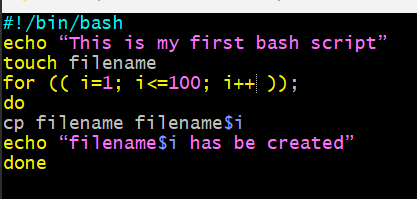 #!/bin/bash
echo “This is my first bash script”
touch filename
for (( i=1; i<=100; i++ ));
do
cp filename filename$i
echo “filename$i has be created”
done